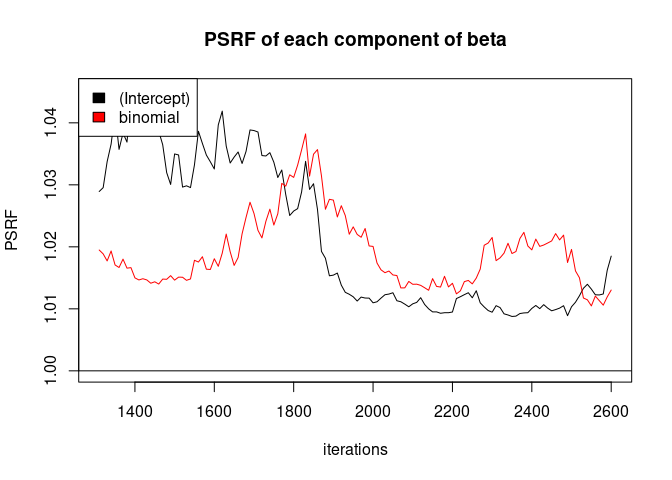 PSRF of each component of beta
(Intercept)
binomial
PSRF
1.04
1.03
1.02
1.01
1.00
1400 1600 1800 2000 2200 2400 2600
iterations